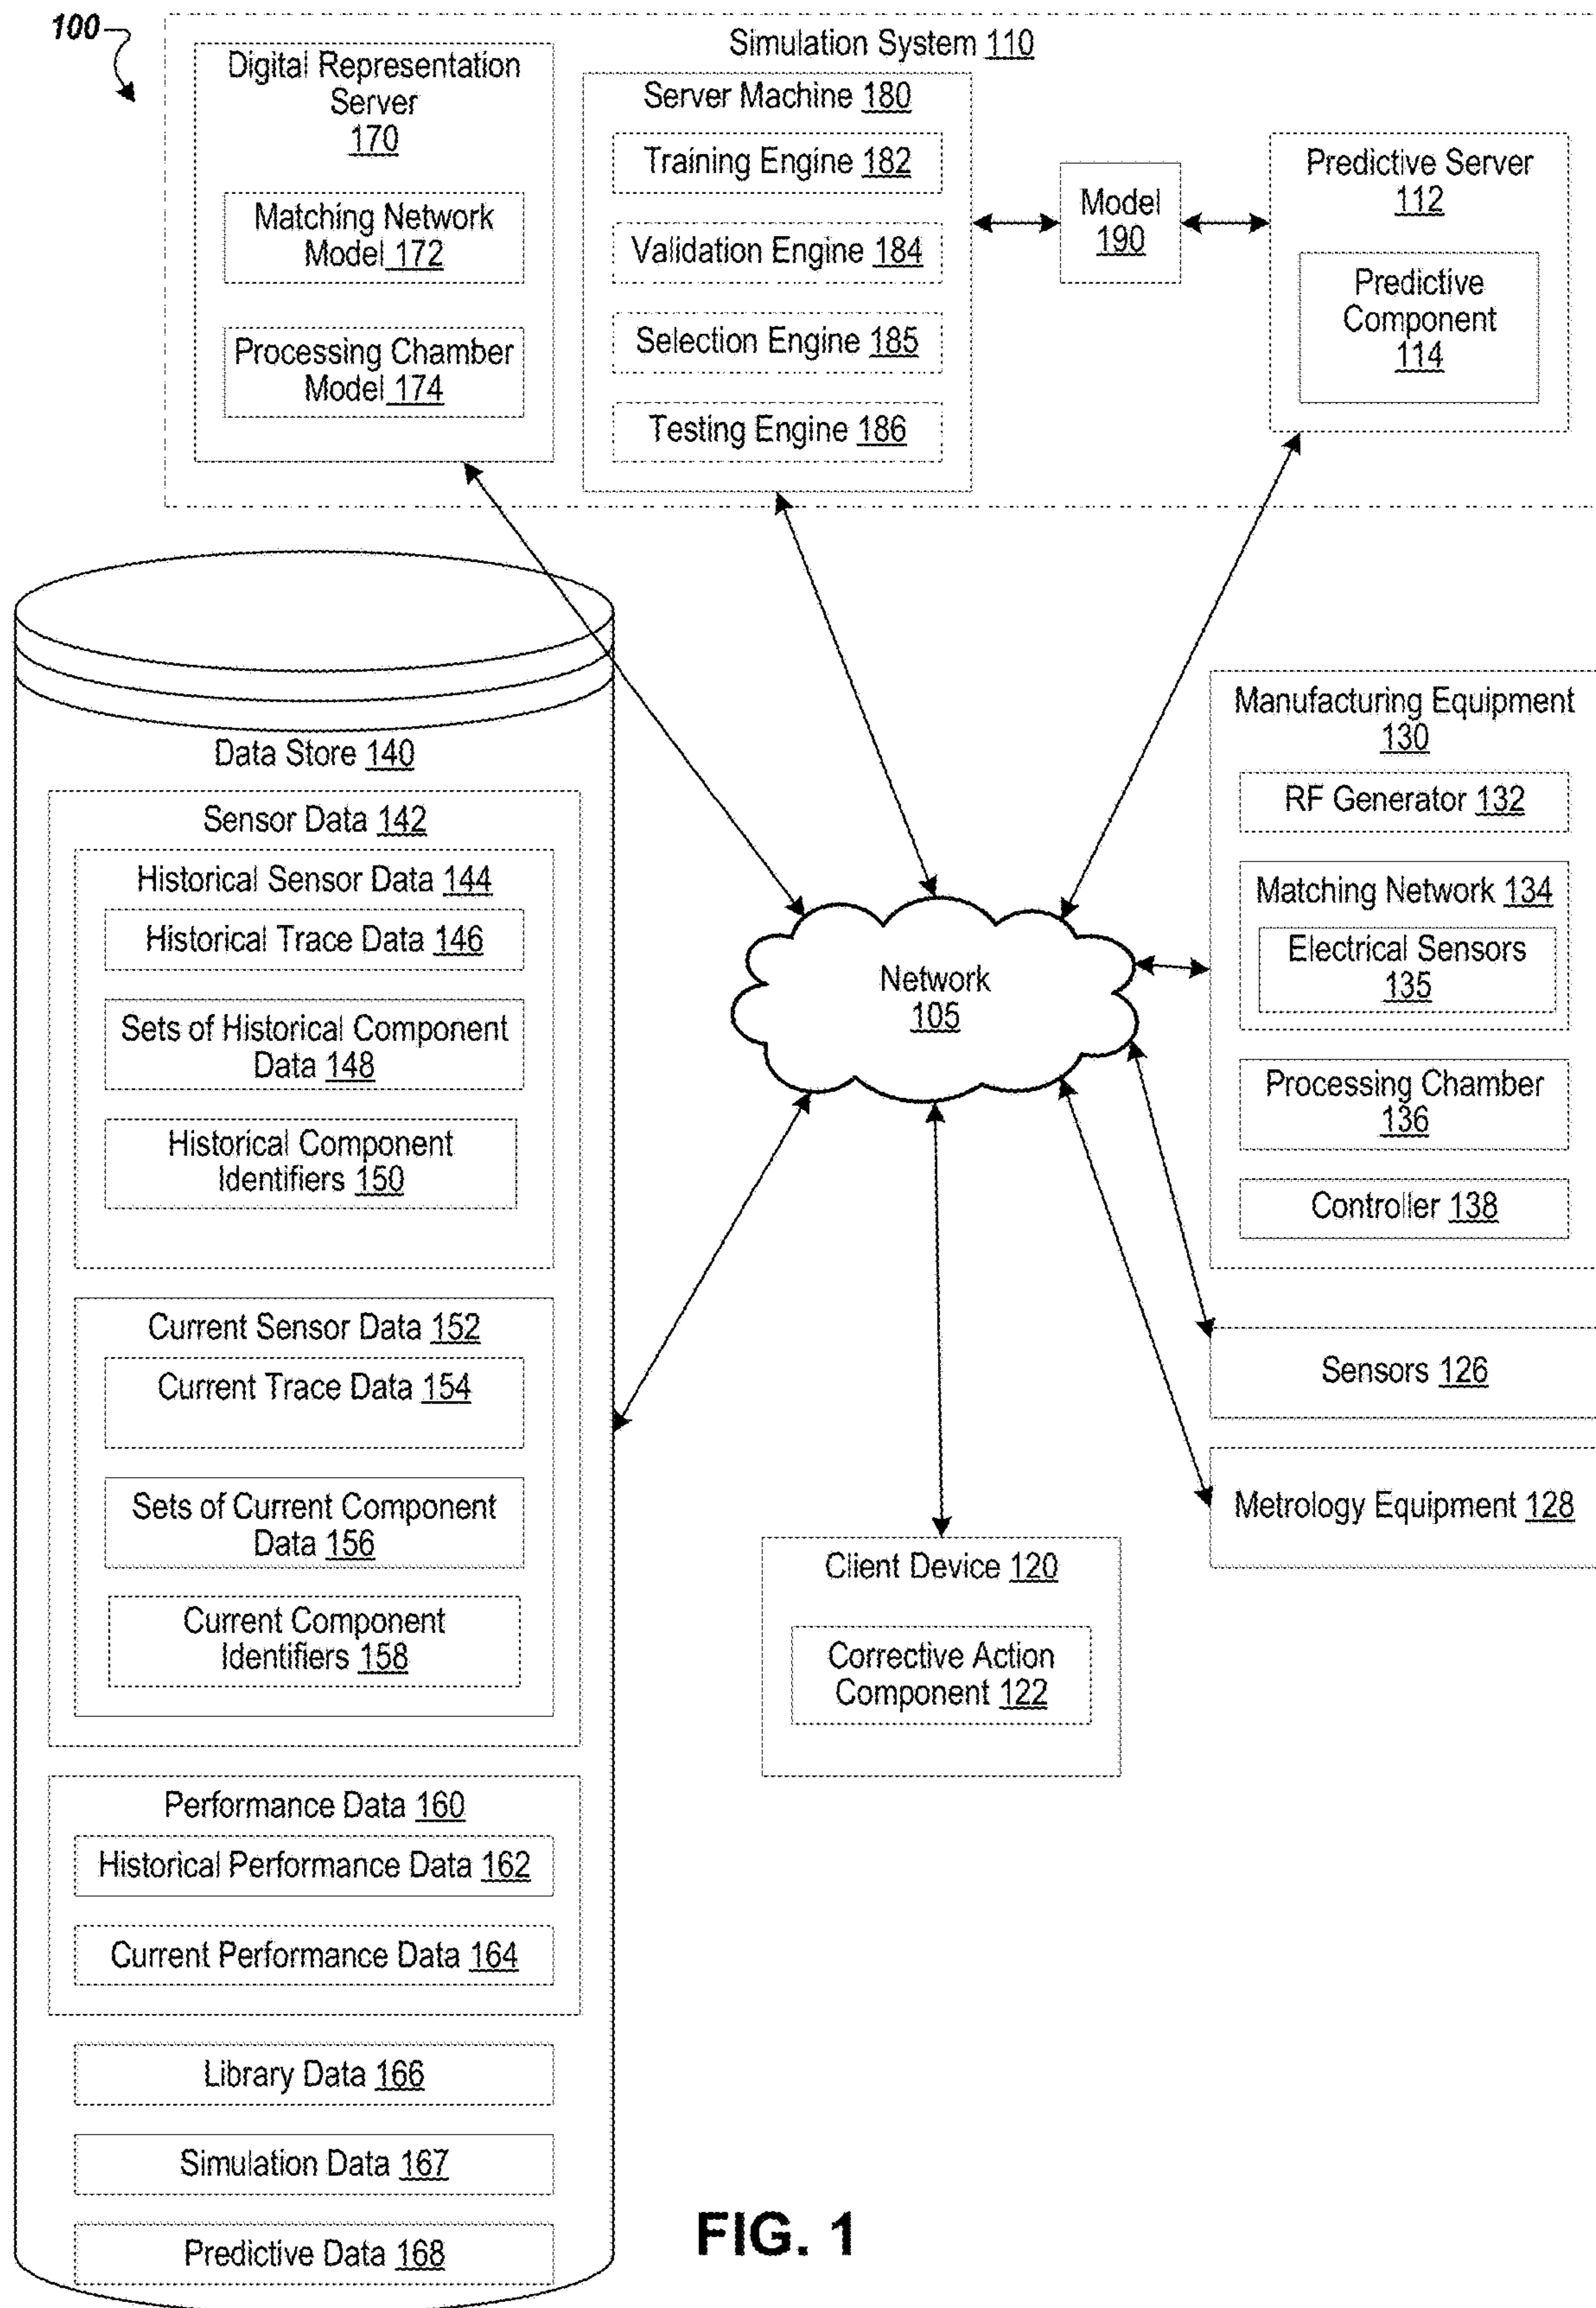 100
Simulation System 110
Digital Representation
Server
170
Matching Network
Model 172
Processing Chamber
Model 174
Server Machine 180
Training Engine 182
Validation Engine 184
Selection Engine 185
Testing Engine 186
Model
190
Predictive Server
112
Predictive
Component
114
Data Store 140
Sensor Data 142
Historical Sensor Data 144
Historical Trace Data 146
Sets of Historical Component
Data 148
Historical Component
Identifiers 150
Current Sensor Data 152
Current Trace Data 154
Sets of Current Component
Data 156
Current Component
Identifiers 158
Performance Data 160
Historical Performance Data 162
Current Performance Data 164
Library Data 166
Simulation Data 167
Predictive Data 168
Network
105
Manufacturing Equipment
130
RF Generator 132
Matching Network 134
Electrical Sensors
135
Processing Chamber
136
Controller 138
Sensors 126
Metrology Equipment 128
Client Device 120
Corrective Action
Component 122
FIG. 1